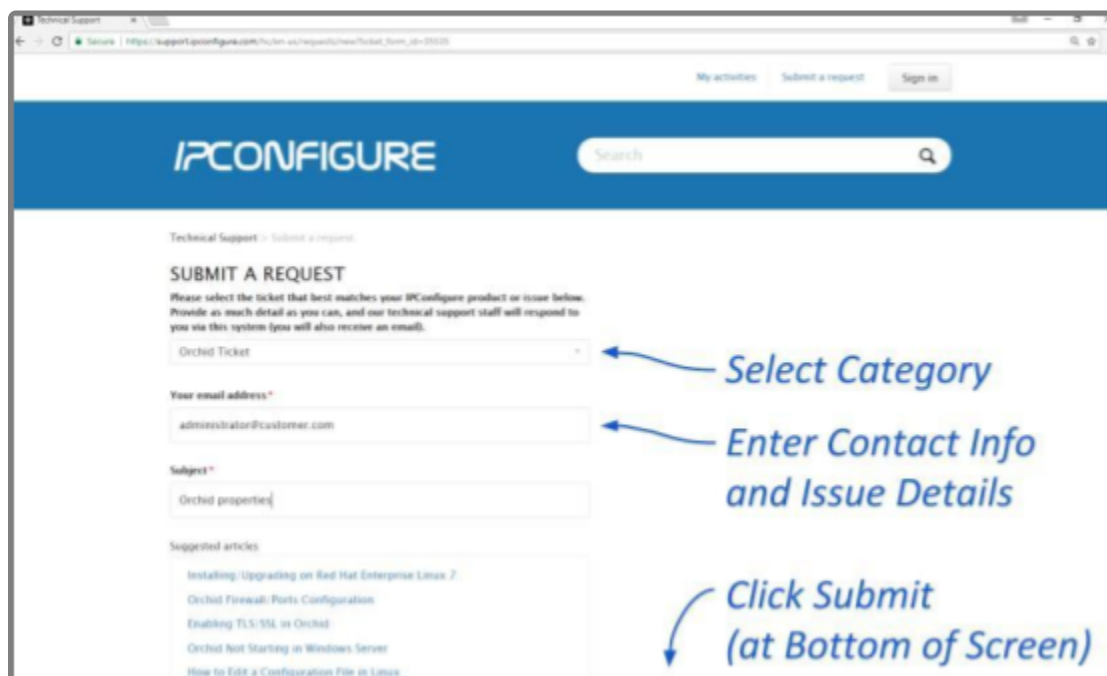 Technical Support
Secure | https://support.ipconfigure.com/hc/en-us/requests/new?ticket_form_id=
My activities Submit a request Sign in
IPCONFIGURE
Search
Technical Support > Submit a request
SUBMIT A REQUEST
Please select the ticket that best matches your IPConfigure product or issue below.
Provide as much detail as you can, and our technical support staff will respond to
you via this system (you will also receive an email).
Orchid Ticket
Select Category
Your email address*
administrator@customer.com
Enter Contact Info
and Issue Details
Subject*
Orchid properties
Suggested articles
Installing/Upgrading on Red Hat Enterprise Linux 7
Orchid Firewall/Ports Configuration
Enabling TLS/SSL in Orchid
Orchid Not Starting in Windows Server
How to Edit a Configuration File in Linux
Click Submit
(at Bottom of Screen)